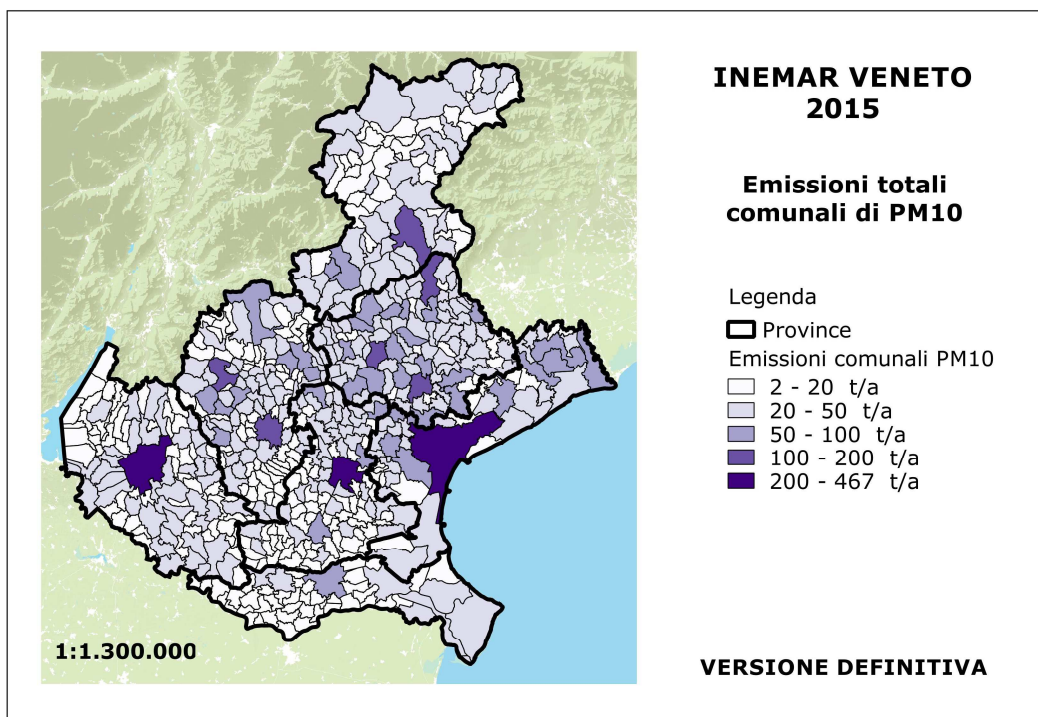 INEMAR VENETO
2015
Emissioni totali
comunali di PM10
Legenda
Province
Emissioni comunali PM10
2 - 20 t/a
20 - 50 t/a
50 - 100 t/a
100 - 200 t/a
200 - 467 t/a
1:1.300.000
VERSIONE DEFINITIVA